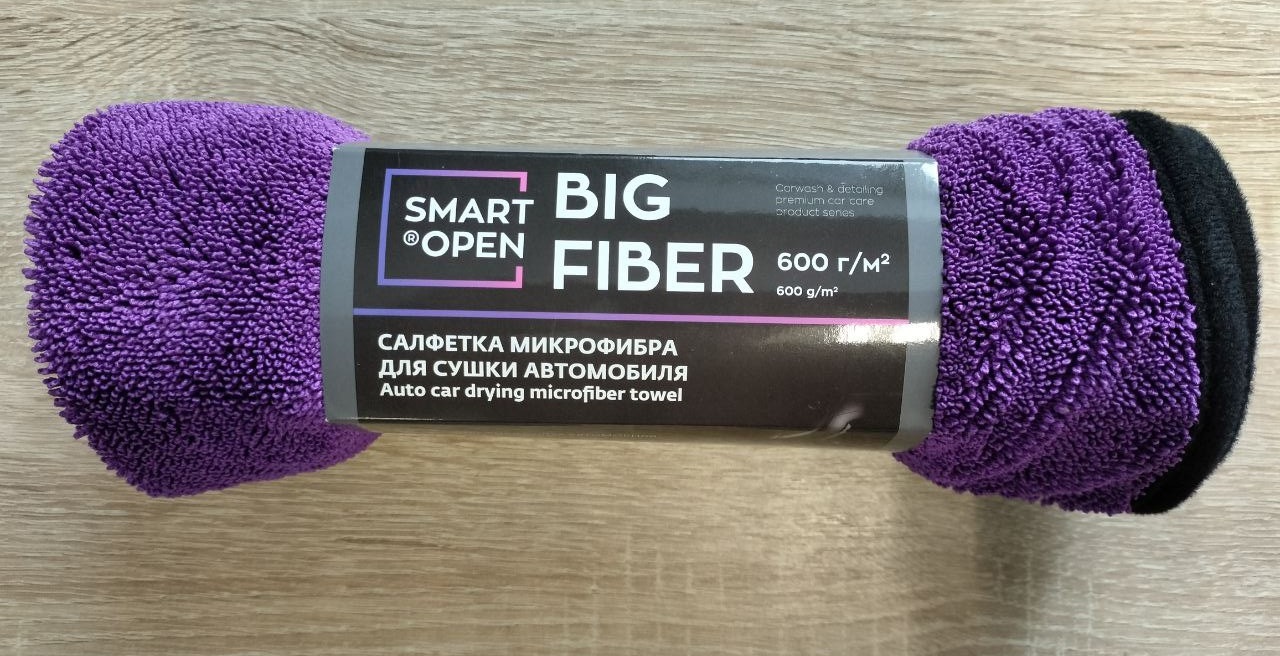 SMART
®OPEN
BIG
FIBER
Carwash & detailing
premium car care
product series
600 г/м²
600 g/m²
САЛФЕТКА МИКРОФИБРА
ДЛЯ СУШКИ АВТОМОБИЛЯ
Auto car drying microfiber towel